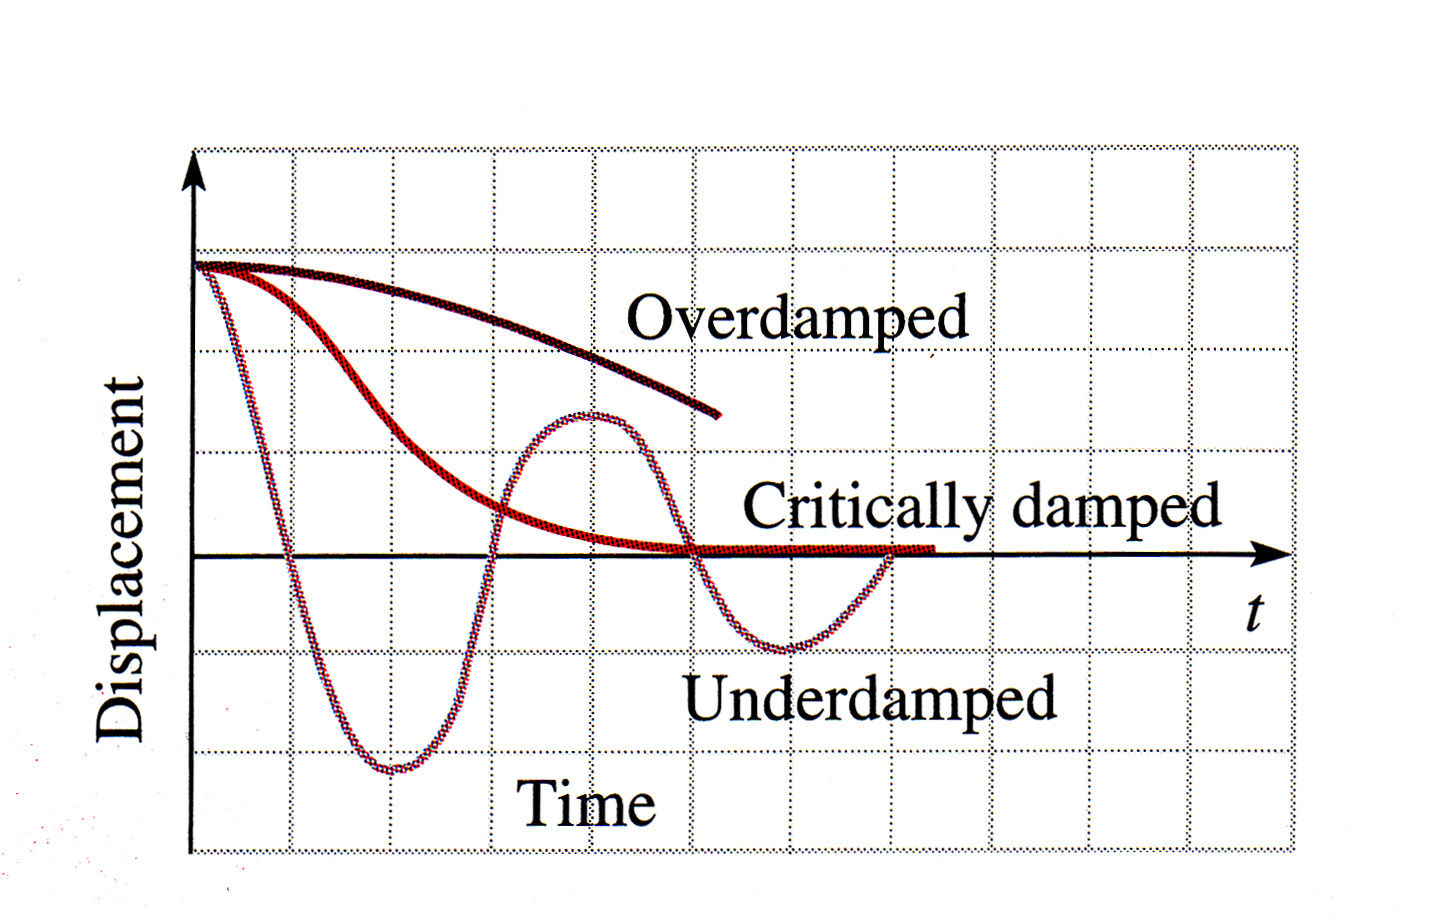 Overdamped
Displacement
Critically damped
t
Underdamped
Time